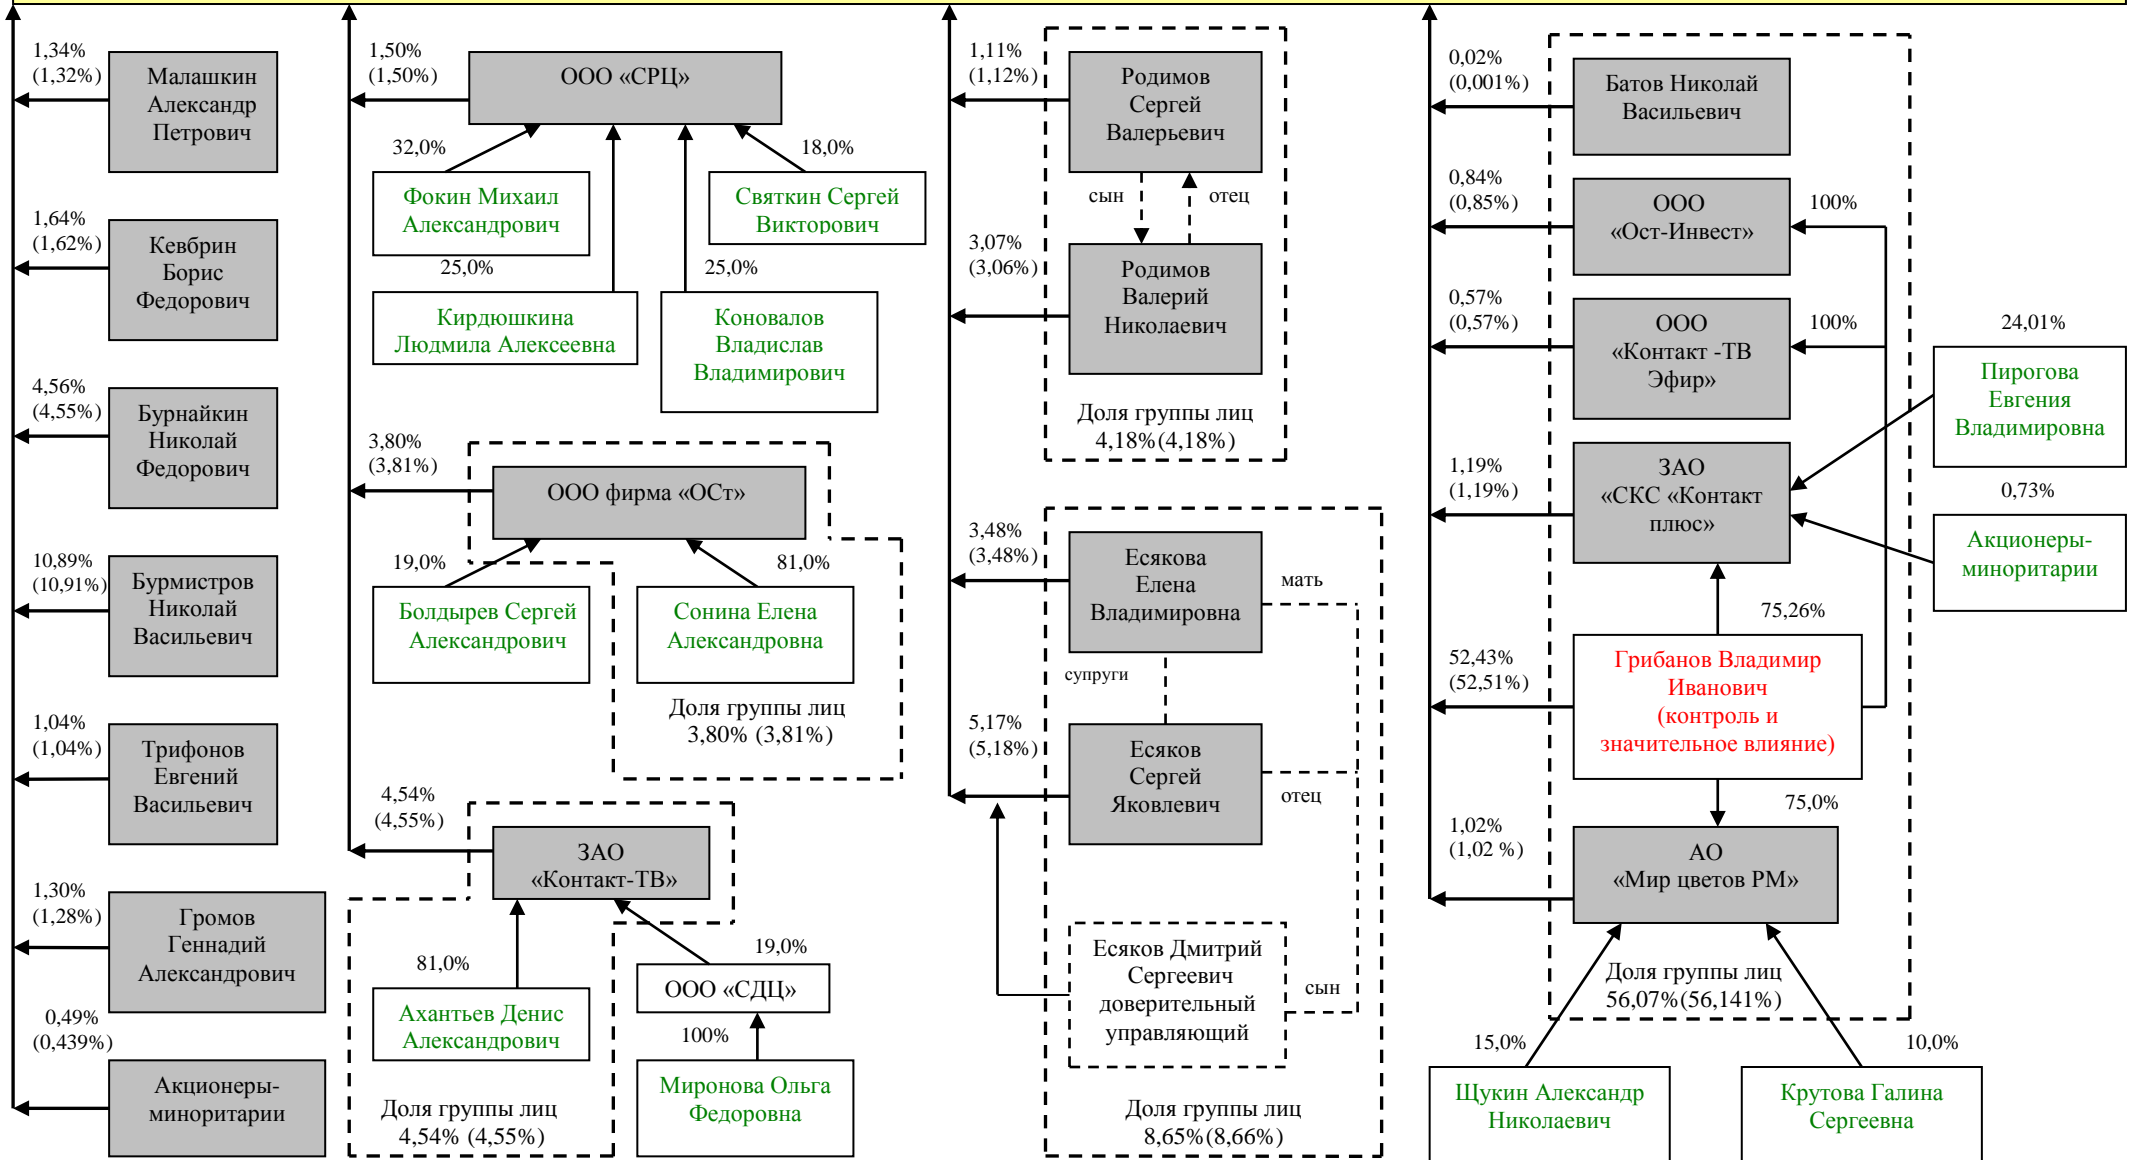 1,34%
(1,32%)
Малашкин
Александр
Петрович
1,64%
(1,62%)
Кевбрин
Борис
Федорович
4,56%
(4,55%)
Бурнайкин
Николай
Федорович
10,89%
(10,91%)
Бурмистров
Николай
Васильевич
1,04%
(1,04%)
Трифонов
Евгений
Васильевич
1,30%
(1,28%)
Громов
Геннадий
Александрович
0,49%
(0,439%)
Акционеры-
миноритарии
1,50%
(1,50%)
ООО «СРЦ»
32,0%
18,0%
Фокин Михаил
Александрович
Святкин Сергей
Викторович
25,0%
25,0%
Кирдюшкина
Людмила Алексеевна
Коновалов
Владислав
Владимирович
3,80%
(3,81%)
ООО фирма «ОСт»
19,0%
81,0%
Болдырев Сергей
Александрович
Сонина Елена
Александровна
Доля группы лиц
3,80% (3,81%)
4,54%
(4,55%)
ЗАО
«Контакт-ТВ»
81,0%
19,0%
ООО «СДЦ»
Ахантьев Денис
Александрович
100%
Миронова Ольга
Федоровна
Доля группы лиц
4,54% (4,55%)
1,11%
(1,12%)
Родимов
Сергей
Валерьевич
сын
отец
3,07%
(3,06%)
Родимов
Валерий
Николаевич
Доля группы лиц
4,18%(4,18%)
3,48%
(3,48%)
Есякова
Елена
Владимировна
мать
супруги
5,17%
(5,18%)
Есяков
Сергей
Яковлевич
отец
Есяков Дмитрий
Сергеевич
доверительный
управляющий
сын
Доля группы лиц
8,65%(8,66%)
0,02%
(0,001%)
Батов Николай
Васильевич
0,84%
(0,85%)
ООО
«Ост-Инвест»
100%
0,57%
(0,57%)
ООО
«Контакт -ТВ
Эфир»
100%
24,01%
Пирогова
Евгения
Владимировна
1,19%
(1,19%)
ЗАО
«СКС «Контакт
плюс»
0,73%
Акционеры-
миноритарии
75,26%
52,43%
(52,51%)
Грибанов Владимир
Иванович
(контроль и
значительное влияние)
75,0%
1,02%
(1,02 %)
АО
«Мир цветов РМ»
Доля группы лиц
56,07%(56,141%)
15,0%
10,0%
Щукин Александр
Николаевич
Крутова Галина
Сергеевна